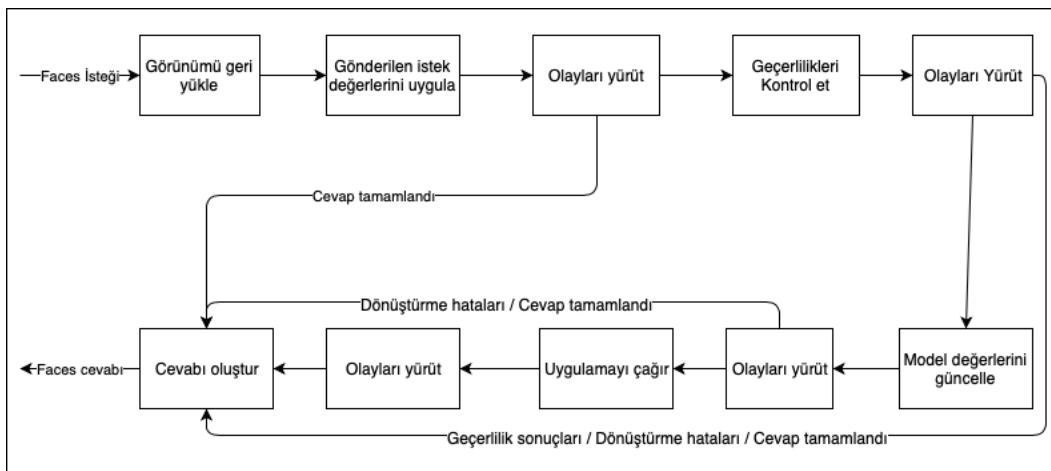 Faces İsteği
Görünümü geri
yükle
Gönderilen istek
değerlerini uygula
Olayları yürüt
Geçerlilikleri
Kontrol et
Olayları Yürüt
Cevap tamamlandı
Dönüştürme hataları / Cevap tamamlandı
Faces cevabı
Cevabı oluştur
Olayları yürüt
Uygulamayı çağır
Olayları yürüt
Model değerlerini
güncelle
Geçerlilik sonuçları / Dönüştürme hataları / Cevap tamamlandı